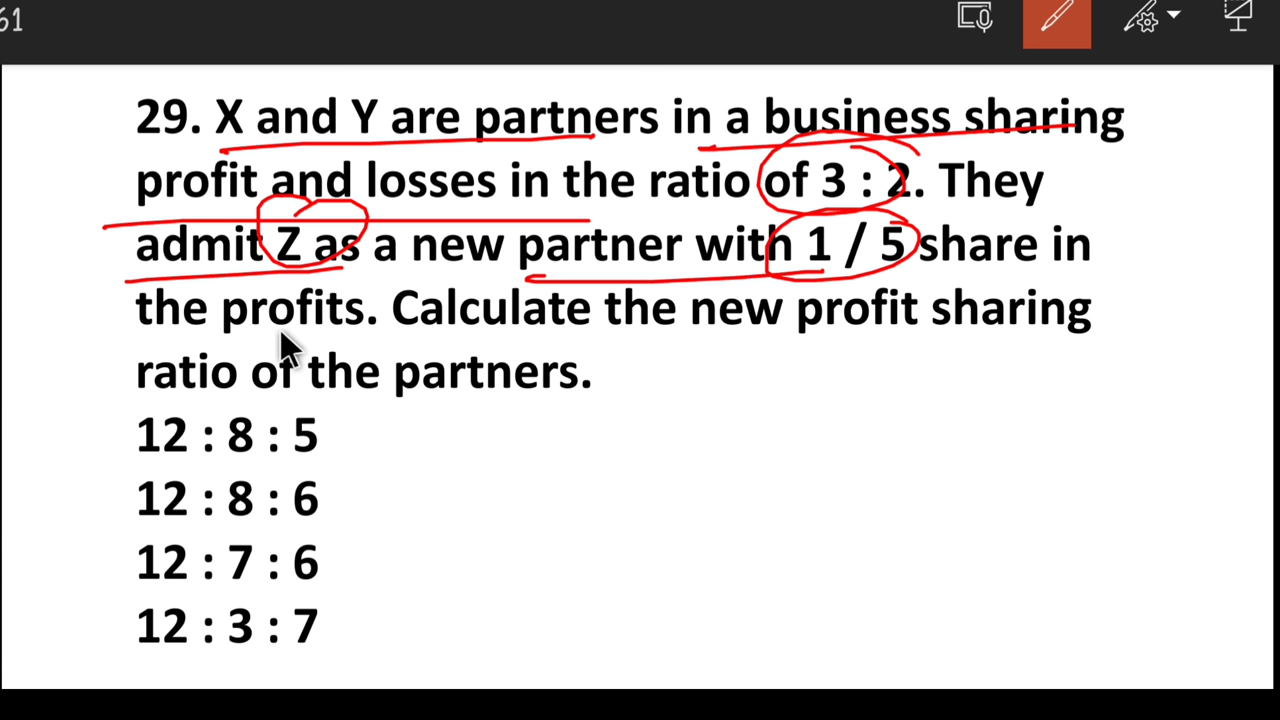 61
29. X and Y are partners in a business sharing
profit and losses in the ratio of 3 : 2. They
admit Z as a new partner with 1 / 5 share in
the profits. Calculate the new profit sharing
ratio of the partners.
12 : 8 : 5
12 : 8 : 6
12 : 7 : 6
12 : 3 : 7